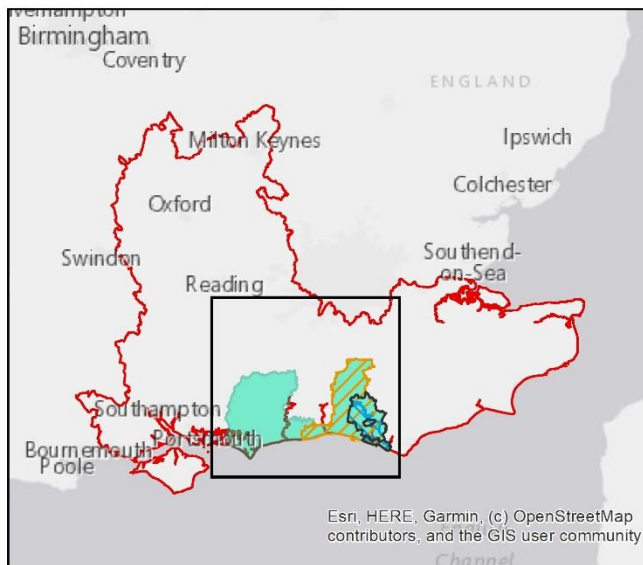 Birmingham
Coventry
ENGLAND
Milton Keynes
Ipswich
Oxford
Colchester
Swindon
Southend-
on-Sea
Reading
Southampton
Portsmouth
Bournemouth
Poole
Esri, HERE, Garmin, (c) OpenStreetMap
contributors, and the GIS user community
English
Channel